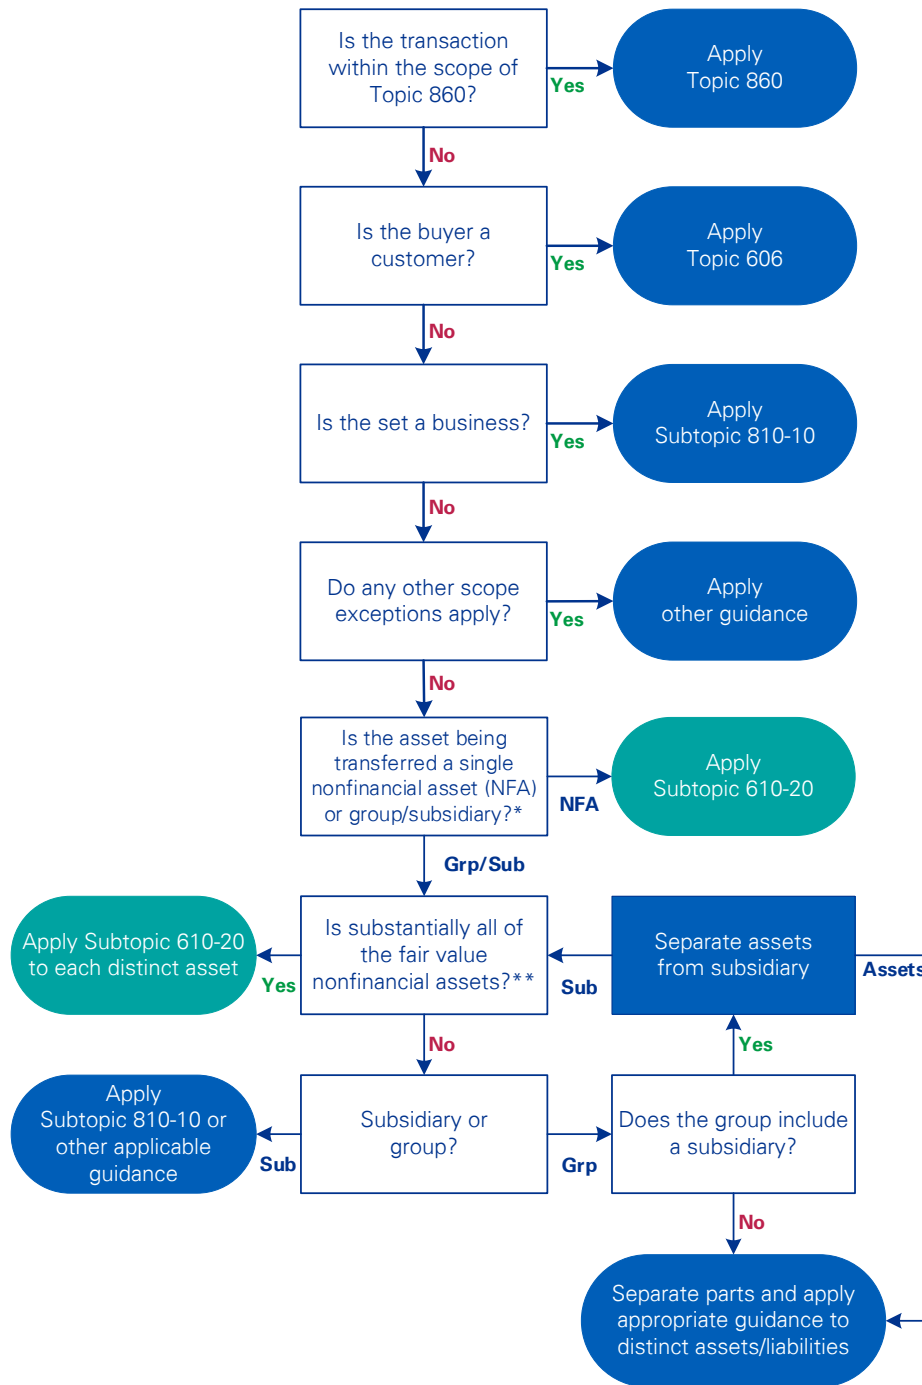 Is the transaction
within the scope of
Topic 860?
Yes
Apply
Topic 860
No
Is the buyer a
customer?
Yes
Apply
Topic 606
No
Is the set a business?
Yes
Apply
Subtopic 810-10
No
Do any other scope
exceptions apply?
Yes
Apply
other guidance
No
Is the asset being
transferred a single
nonfinancial asset (NFA)
or group/subsidiary?*
NFA
Apply
Subtopic 610-20
Grp/Sub
Apply Subtopic 610-20
to each distinct asset
Yes
Is substantially all of
the fair value
nonfinancial assets?**
Sub
Separate assets
from subsidiary
Assets
No
Yes
Apply
Subtopic 810-10 or
other applicable
guidance
Sub
Subsidiary or
group?
Grp
Does the group include
a subsidiary?
No
Separate parts and apply
appropriate guidance to
distinct assets/liabilities